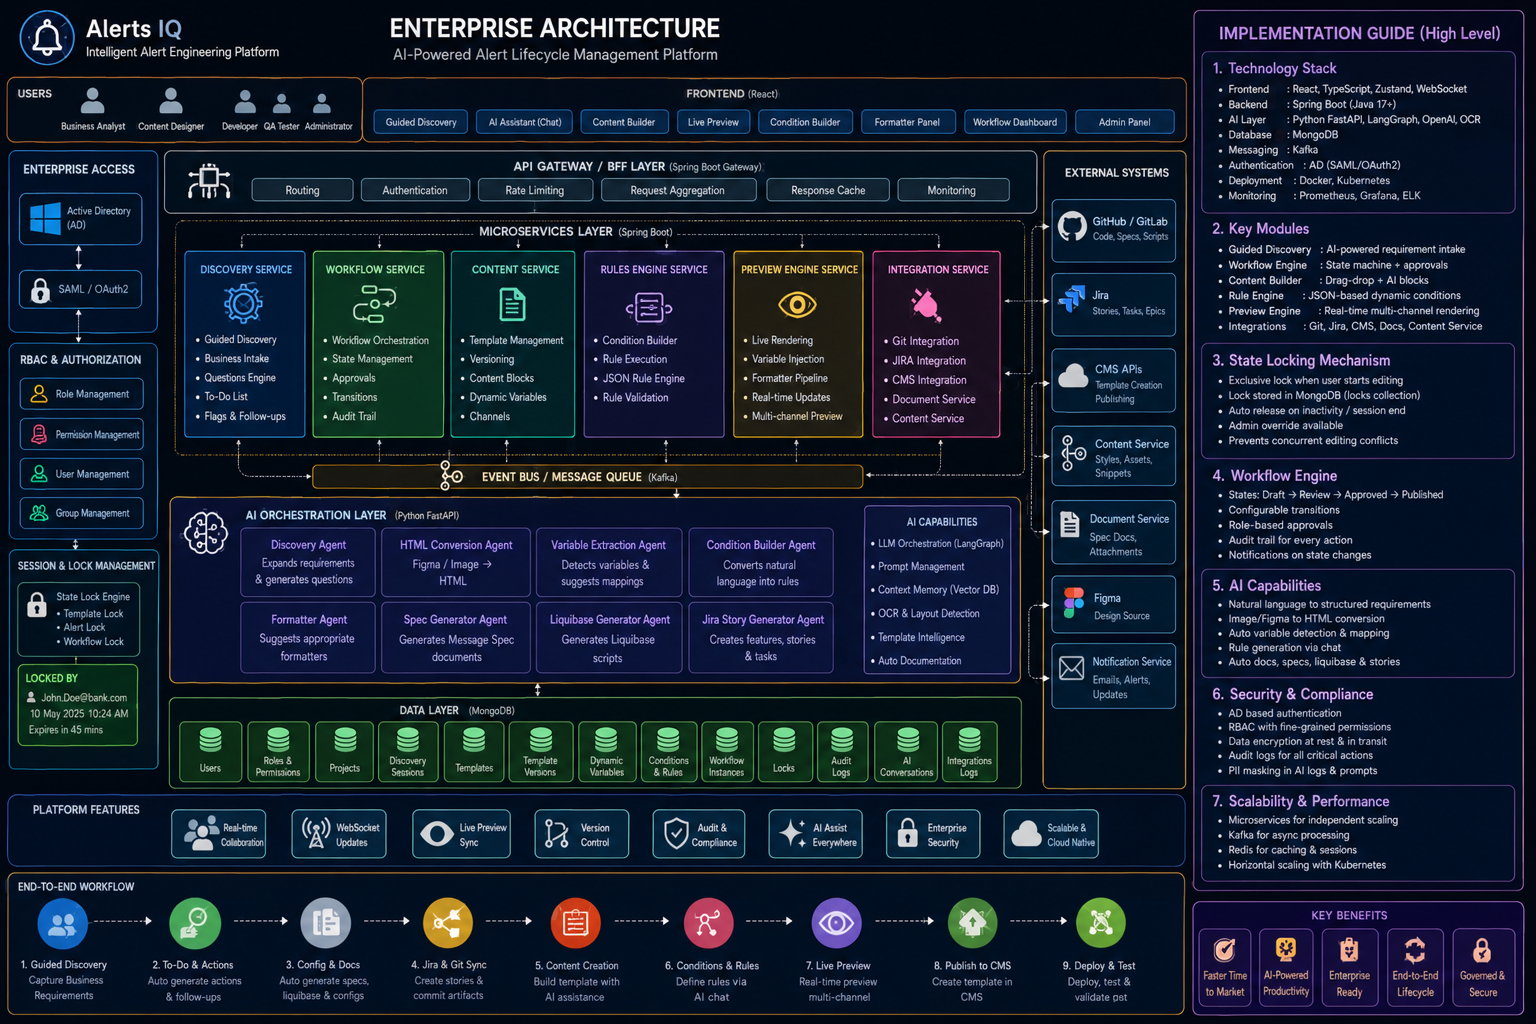 Alerts IQ
Intelligent Alert Engineering Platform
ENTERPRISE ARCHITECTURE
AI-Powered Alert Lifecycle Management Platform
USERS
Business Analyst
Content Designer
Developer
QA Tester
Administrator
FRONTEND (React)
Guided Discovery
AI Assistant (Chat)
Content Builder
Live Preview
Condition Builder
Formatter Panel
Workflow Dashboard
Admin Panel
ENTERPRISE ACCESS
Active Directory
(AD)
SAML / OAuth2
RBAC & AUTHORIZATION
Role Management
Permission Management
User Management
Group Management
SESSION & LOCK MANAGEMENT
State Lock Engine
• Template Lock
• Alert Lock
• Workflow Lock
LOCKED BY
John.Doe@bank.com
10 May 2025 10:24 AM
Expires in 45 mins
API GATEWAY / BFF LAYER (Spring Boot Gateway)
Routing
Authentication
Rate Limiting
Request Aggregation
Response Cache
Monitoring
MICROSERVICES LAYER (Spring Boot)
DISCOVERY SERVICE
• Guided Discovery
• Business Intake
• Questions Engine
• To-Do List
• Flags & Follow-ups
WORKFLOW SERVICE
• Workflow Orchestration
• State Management
• Approvals
• Transitions
• Audit Trail
CONTENT SERVICE
• Template Management
• Versioning
• Content Blocks
• Dynamic Variables
• Channels
RULES ENGINE SERVICE
• Condition Builder
• Rule Execution
• JSON Rule Engine
• Rule Validation
PREVIEW ENGINE SERVICE
• Live Rendering
• Variable Injection
• Formatter Pipeline
• Real-time Updates
• Multi-channel Preview
INTEGRATION SERVICE
• Git Integration
• JIRA Integration
• CMS Integration
• Document Service
• Content Service
EVENT BUS / MESSAGE QUEUE (Kafka)
AI ORCHESTRATION LAYER (Python FastAPI)
Discovery Agent
Expands requirements
& generates questions
HTML Conversion Agent
Figma / Image →
HTML
Variable Extraction Agent
Detects variables &
suggests mappings
Condition Builder Agent
Converts natural
language into rules
Formatter Agent
Suggests appropriate
formatters
Spec Generator Agent
Generates Message Spec
documents
Liquibase Generator Agent
Generates Liquibase
scripts
Jira Story Generator Agent
Creates features, stories
& tasks
AI CAPABILITIES
• LLM Orchestration (LangGraph)
• Prompt Management
• Context Memory (Vector DB)
• OCR & Layout Detection
• Template Intelligence
• Auto Documentation
DATA LAYER (MongoDB)
Users
Roles &
Permissions
Projects
Discovery
Sessions
Templates
Template
Versions
Dynamic
Variables
Conditions
& Rules
Workflow
Instances
Locks
Audit
Logs
AI
Conversations
Integrations
Logs
EXTERNAL SYSTEMS
GitHub / GitLab
Code, Specs, Scripts
Jira
Stories, Tasks, Epics
CMS APIs
Template Creation
Publishing
Content Service
Styles, Assets,
Snippets
Document Service
Spec Docs,
Attachments
Figma
Design Source
Notification Service
Emails, Alerts,
Updates
PLATFORM FEATURES
Real-time
Collaboration
WebSocket
Updates
Live Preview
Sync
Version
Control
Audit &
Compliance
AI Assist
Everywhere
Enterprise
Security
Scalable &
Cloud Native
END-TO-END WORKFLOW
1. Guided Discovery
Capture Business
Requirements
2. To-Do & Actions
Auto generate actions
& follow-ups
3. Config & Docs
Auto generate specs,
liquibase & configs
4. Jira & Git Sync
Create stories &
commit artifacts
5. Content Creation
Build template with
AI assistance
6. Conditions & Rules
Define rules via
AI chat
7. Live Preview
Real-time preview
multi-channel
8. Publish to CMS
Create template in
CMS
9. Deploy & Test
Deploy, test &
validate
IMPLEMENTATION GUIDE (High Level)
1. Technology Stack
• Frontend : React, TypeScript, Zustand, WebSocket
• Backend : Spring Boot (Java 17+)
• AI Layer : Python FastAPI, LangGraph, OpenAI, OCR
• Database : MongoDB
• Messaging : Kafka
• Authentication : AD (SAML/OAuth2)
• Deployment : Docker, Kubernetes
• Monitoring : Prometheus, Grafana, ELK
2. Key Modules
• Guided Discovery : AI-powered requirement intake
• Workflow Engine : State machine + approvals
• Content Builder : Drag-drop + AI blocks
• Rule Engine : JSON-based dynamic conditions
• Preview Engine : Real-time multi-channel rendering
• Integrations : Git, Jira, CMS, Docs, Content Service
3. State Locking Mechanism
• Exclusive lock when user starts editing
• Lock stored in MongoDB (locks collection)
• Auto release on inactivity / session end
• Admin override available
• Prevents concurrent editing conflicts
4. Workflow Engine
• States: Draft → Review → Approved → Published
• Configurable transitions
• Role-based approvals
• Audit trail for every action
• Notifications on state changes
5. AI Capabilities
• Natural language to structured requirements
• Image/Figma to HTML conversion
• Auto variable detection & mapping
• Rule generation via chat
• Auto docs, specs, liquibase & stories
6. Security & Compliance
• AD based authentication
• RBAC with fine-grained permissions
• Data encryption at rest & in transit
• Audit logs for all critical actions
• PII masking in AI logs & prompts
7. Scalability & Performance
• Microservices for independent scaling
• Kafka for async processing
• Redis for caching & sessions
• Horizontal scaling with Kubernetes
KEY BENEFITS
Faster Time
to Market
AI-Powered
Productivity
Enterprise
Ready
End-to-End
Lifecycle
Governed &
Secure